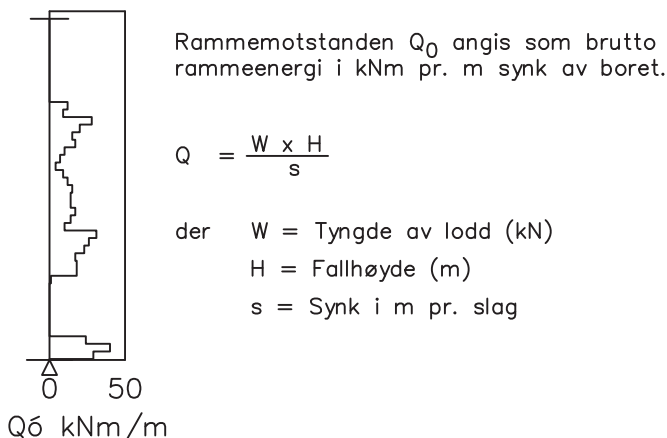 Rammemotstanden Q0 angis som brutto
rammeenergi i kNm pr. m synk av boret.
Q = W x H
s
der W = Tyngde av lodd (kN)
H = Fallhøyde (m)
s = Synk i m pr. slag
0 50
Qó kNm/m